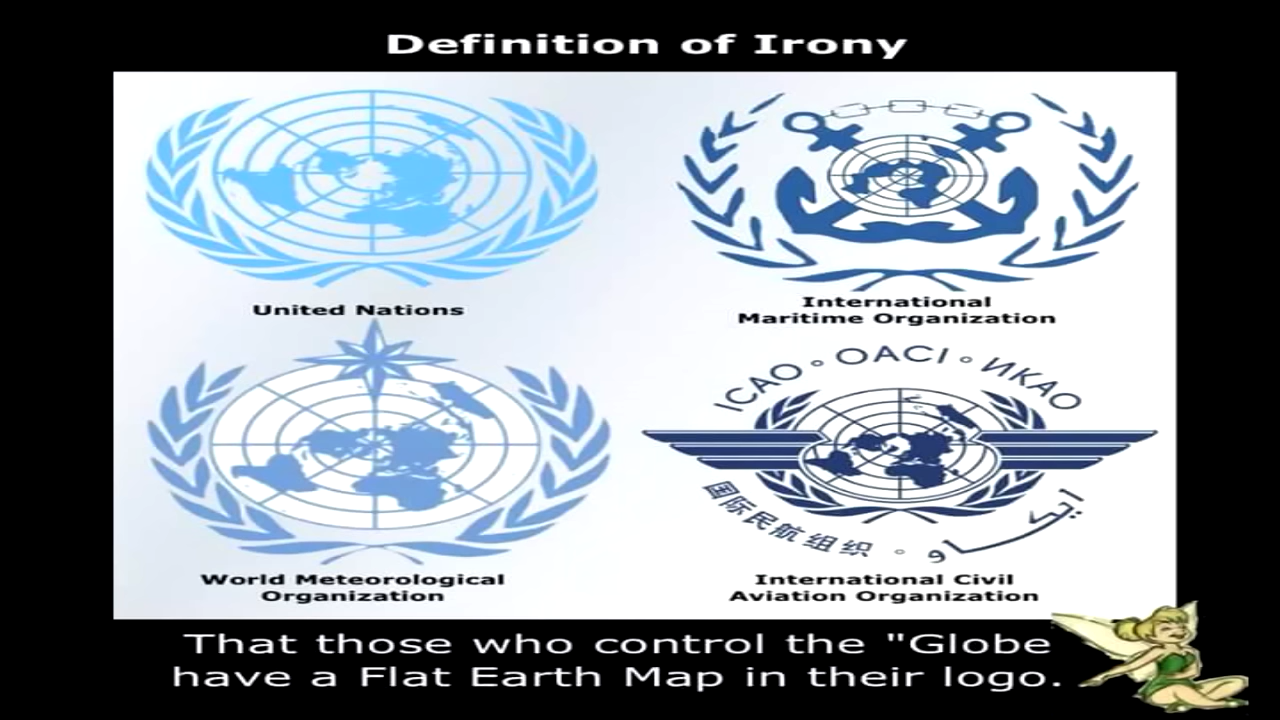 Definition of Irony
United Nations
International
Maritime Organization
ICAO ◦ OACI ◦ ИКАО
国际民航组织 ◦ ايكاو
World Meteorological
Organization
International Civil
Aviation Organization
That those who control the "Globe
have a Flat Earth Map in their logo.